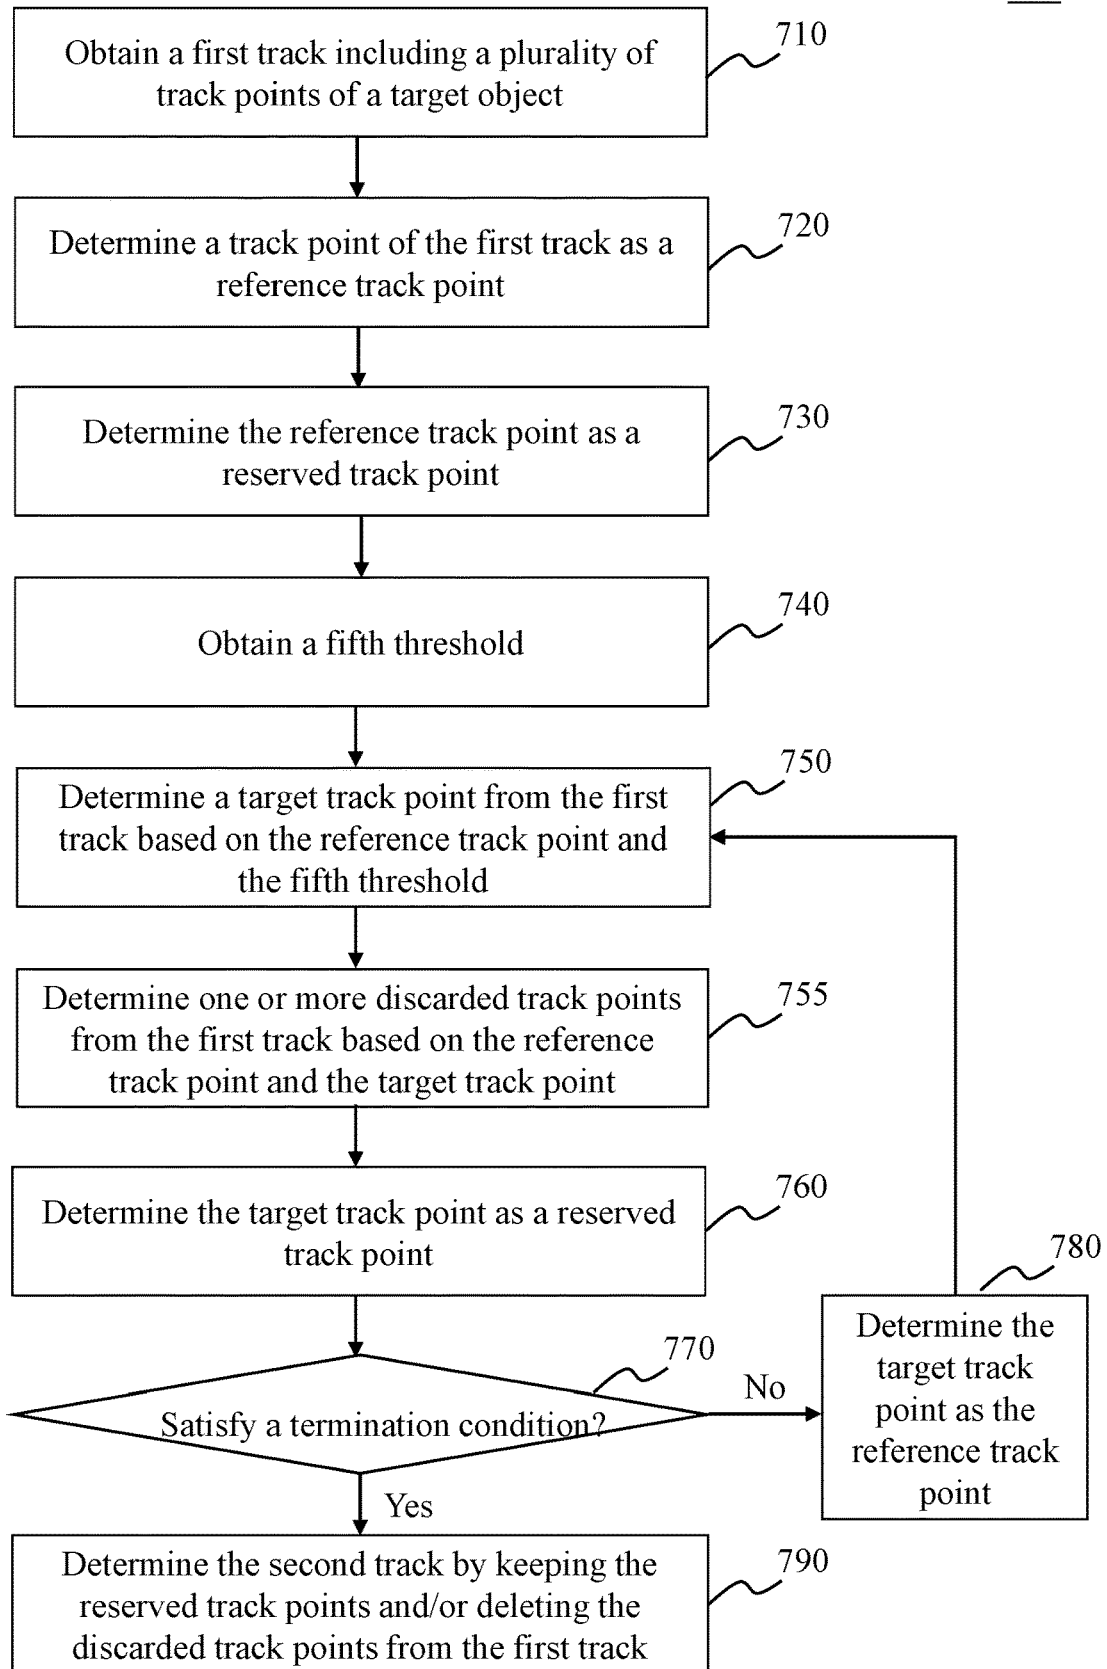 710
Obtain a first track including a plurality of
track points of a target object
720
Determine a track point of the first track as a
reference track point
730
Determine the reference track point as a
reserved track point
740
Obtain a fifth threshold
750
Determine a target track point from the first
track based on the reference track point and
the fifth threshold
755
Determine one or more discarded track points
from the first track based on the reference
track point and the target track point
760
Determine the target track point as a reserved
track point
770
Satisfy a termination condition?
No
780
Determine the
target track
point as the
reference track
point
Yes
790
Determine the second track by keeping the
reserved track points and/or deleting the
discarded track points from the first track